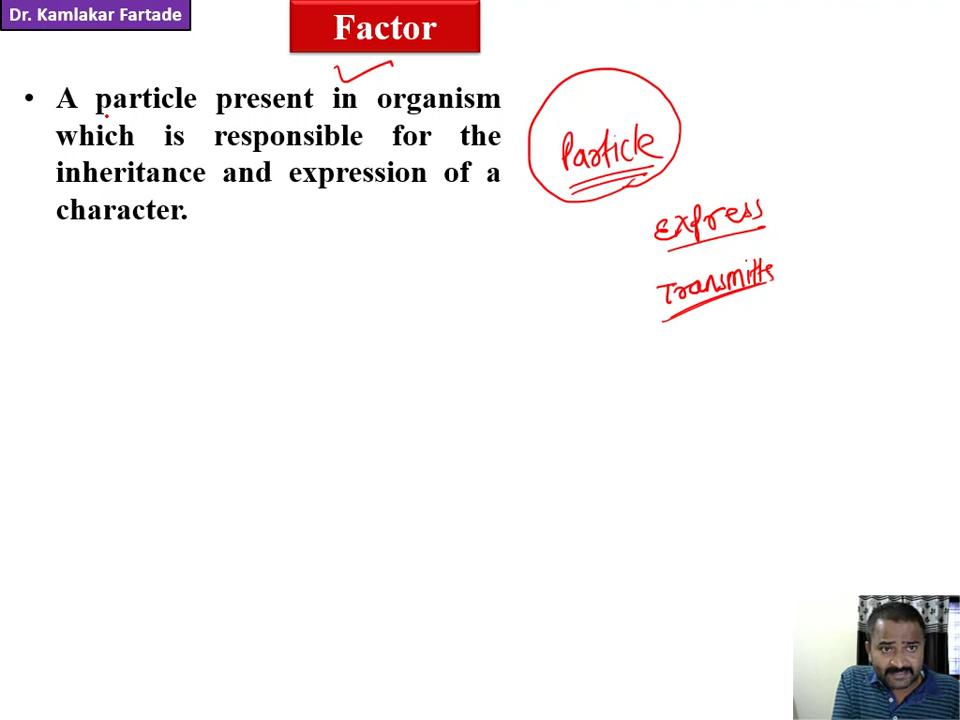 Dr. Kamlakar Fartade
Factor
• A particle present in organism
which is responsible for the
inheritance and expression of a
character.
Particle
Express
Transmitts